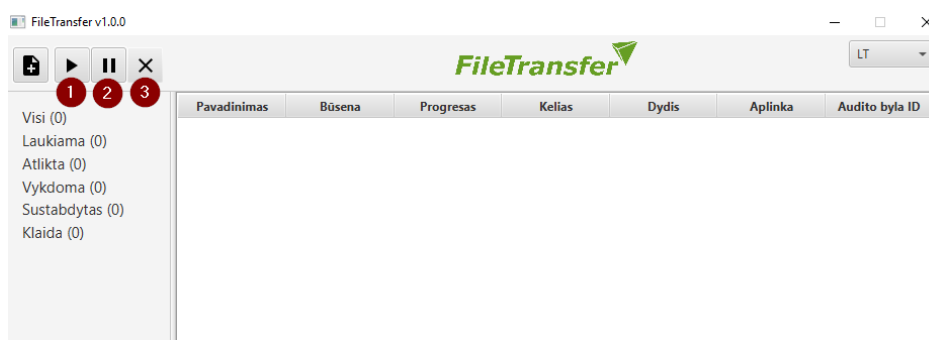 FileTransfer v1.0.0
FileTransfer
LT
1 2 3
Pavadinimas Būsena Progresas Kelias Dydis Aplinka Audito byla ID
Visi (0)
Laukiama (0)
Atlikta (0)
Vykdoma (0)
Sustabdytas (0)
Klaida (0)